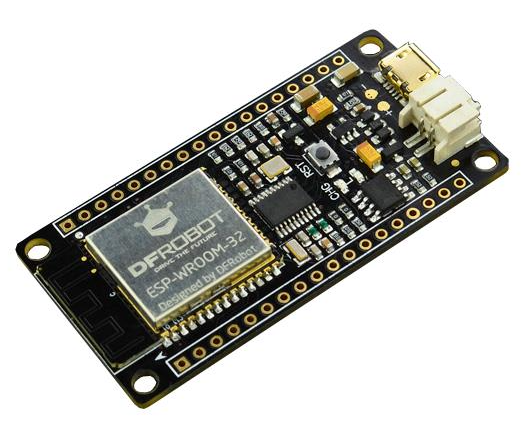 DFROBOT
DRIVE THE FUTURE
ESP-WROOM-32
Designed by DFRobot
RST
CHG
+